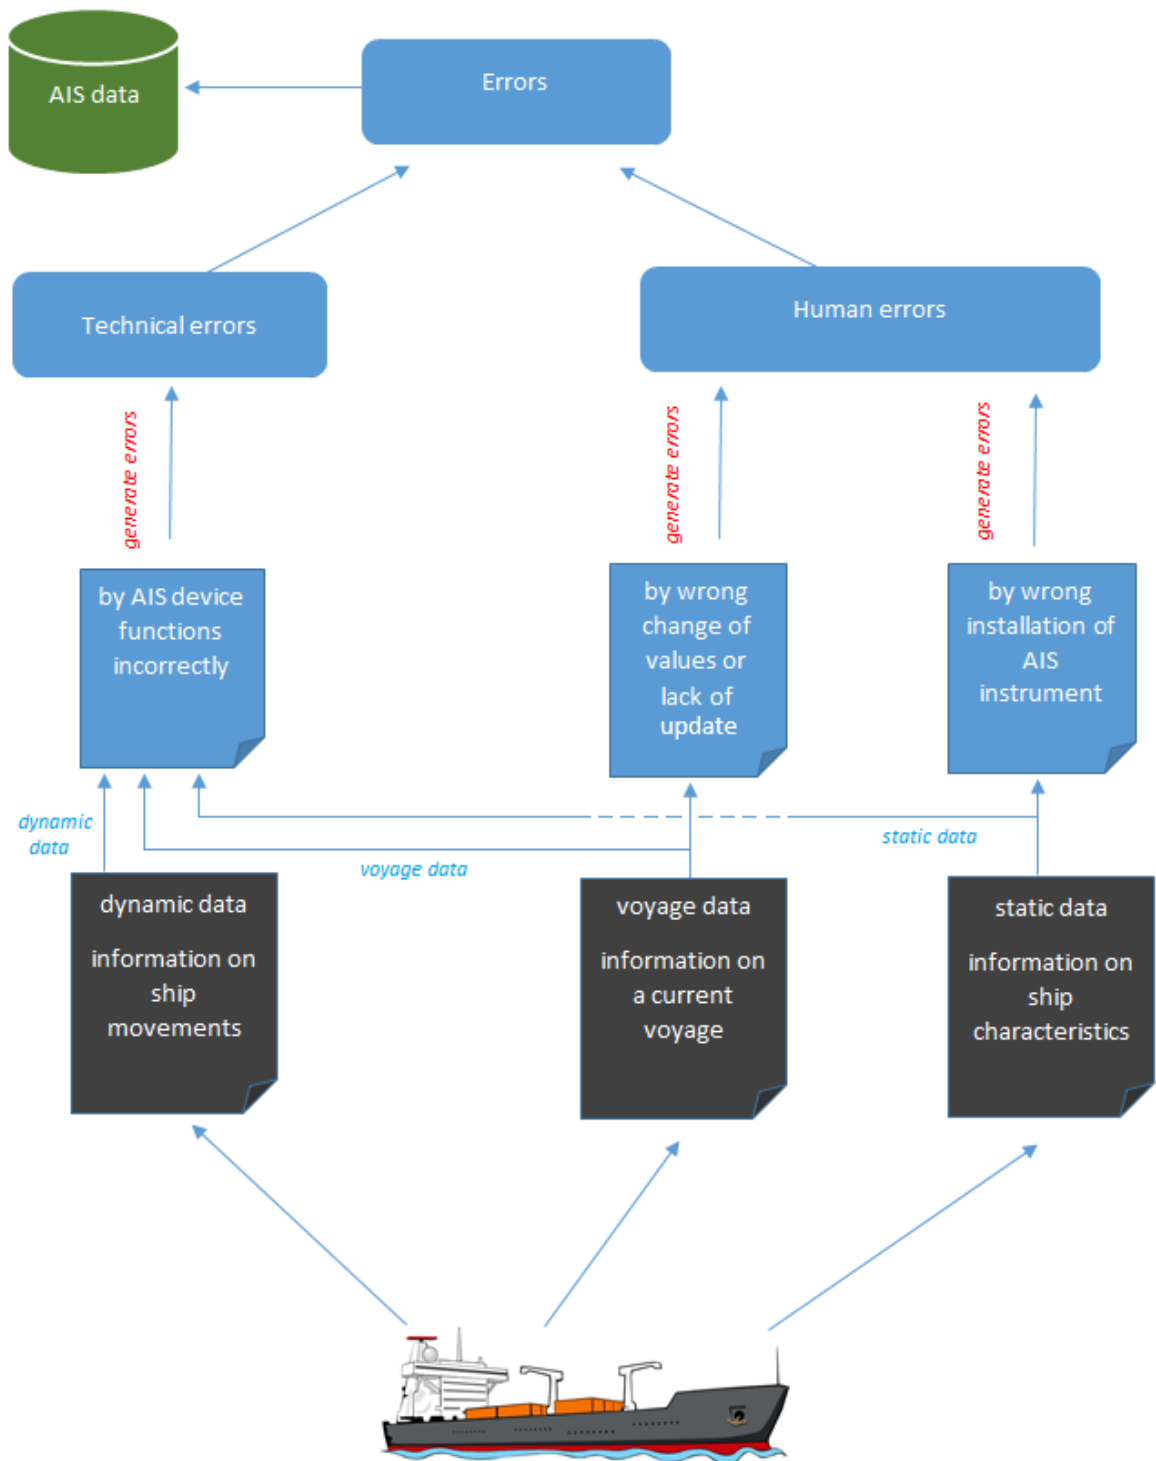 AIS data
Errors
Technical errors
Human errors
generate errors
generate errors
generate errors
by AIS device
functions
incorrectly
by wrong
change of
values or
lack of
update
by wrong
installation of
AIS
instrument
dynamic
data
voyage data
static data
dynamic data
information on
ship
movements
voyage data
information on
a current
voyage
static data
information on
ship
characteristics